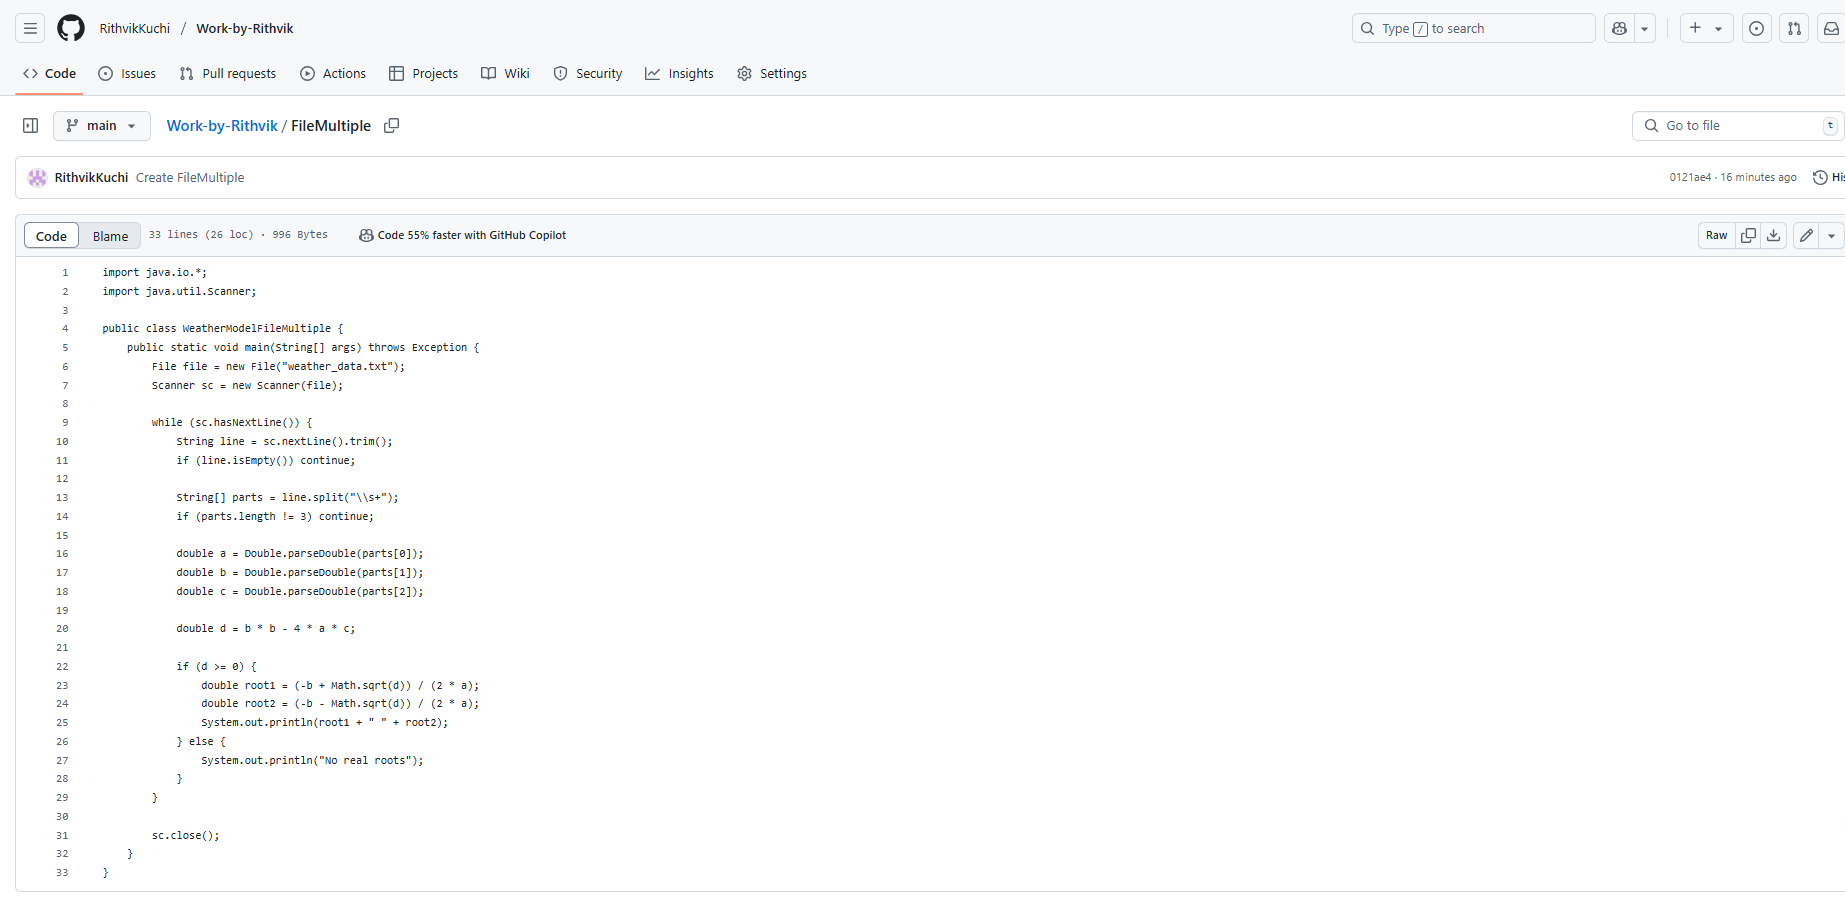 RithvikKuchi / Work-by-Rithvik
Type / to search
Code Issues Pull requests Actions Projects Wiki Security Insights Settings
main Work-by-Rithvik / FileMultiple
Go to file t
RithvikKuchi Create FileMultiple
0121ae4 · 16 minutes ago His
Code Blame 33 lines (26 loc) · 996 Bytes Code 55% faster with GitHub Copilot
Raw
1 import java.io.*;
2 import java.util.Scanner;
3
4 public class WeatherModelFileMultiple {
5     public static void main(String[] args) throws Exception {
6         File file = new File("weather_data.txt");
7         Scanner sc = new Scanner(file);
8
9         while (sc.hasNextLine()) {
10             String line = sc.nextLine().trim();
11             if (line.isEmpty()) continue;
12
13             String[] parts = line.split("\\s+");
14             if (parts.length != 3) continue;
15
16             double a = Double.parseDouble(parts[0]);
17             double b = Double.parseDouble(parts[1]);
18             double c = Double.parseDouble(parts[2]);
19
20             double d = b * b - 4 * a * c;
21
22             if (d >= 0) {
23                 double root1 = (-b + Math.sqrt(d)) / (2 * a);
24                 double root2 = (-b - Math.sqrt(d)) / (2 * a);
25                 System.out.println(root1 + " " + root2);
26             } else {
27                 System.out.println("No real roots");
28             }
29         }
30
31         sc.close();
32     }
33 }